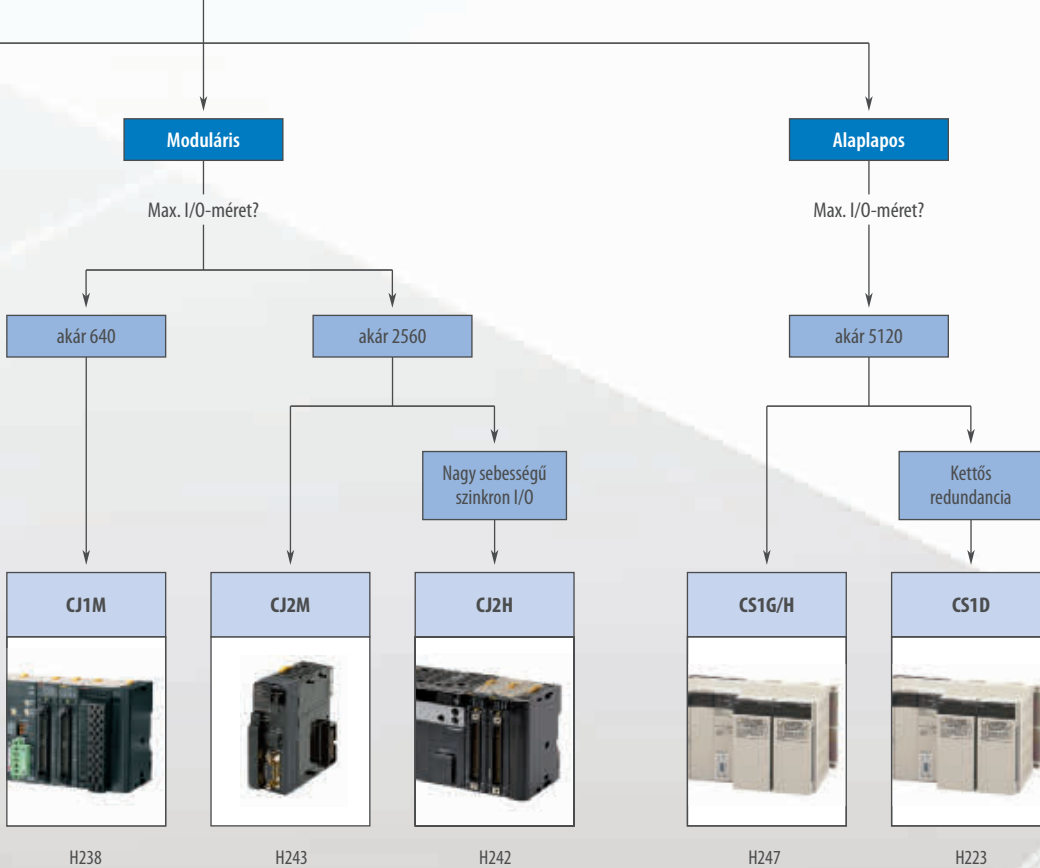 Moduláris
Alaplapos
Max. I/O-méret?
Max. I/O-méret?
akár 640
akár 2560
akár 5120
Nagy sebességű
szinkron I/O
Kettős
redundancia
CJ1M
CJ2M
CJ2H
CS1G/H
CS1D
H238
H243
H242
H247
H223